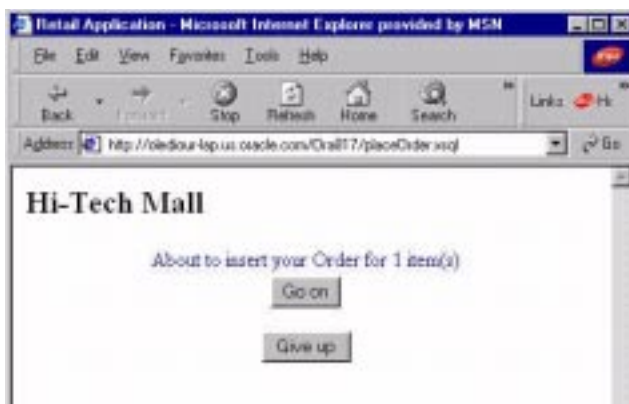 Retail Application - Microsoft Internet Explorer provided by MSN
File Edit View Favorites Tools Help
Back Forward Stop Refresh Home Search Links
Address http://olediour-lap.us.oracle.com/Orail17/placeOrder.xsql Go
Hi-Tech Mall
About to insert your Order for 1 item(s)
Go on
Give up